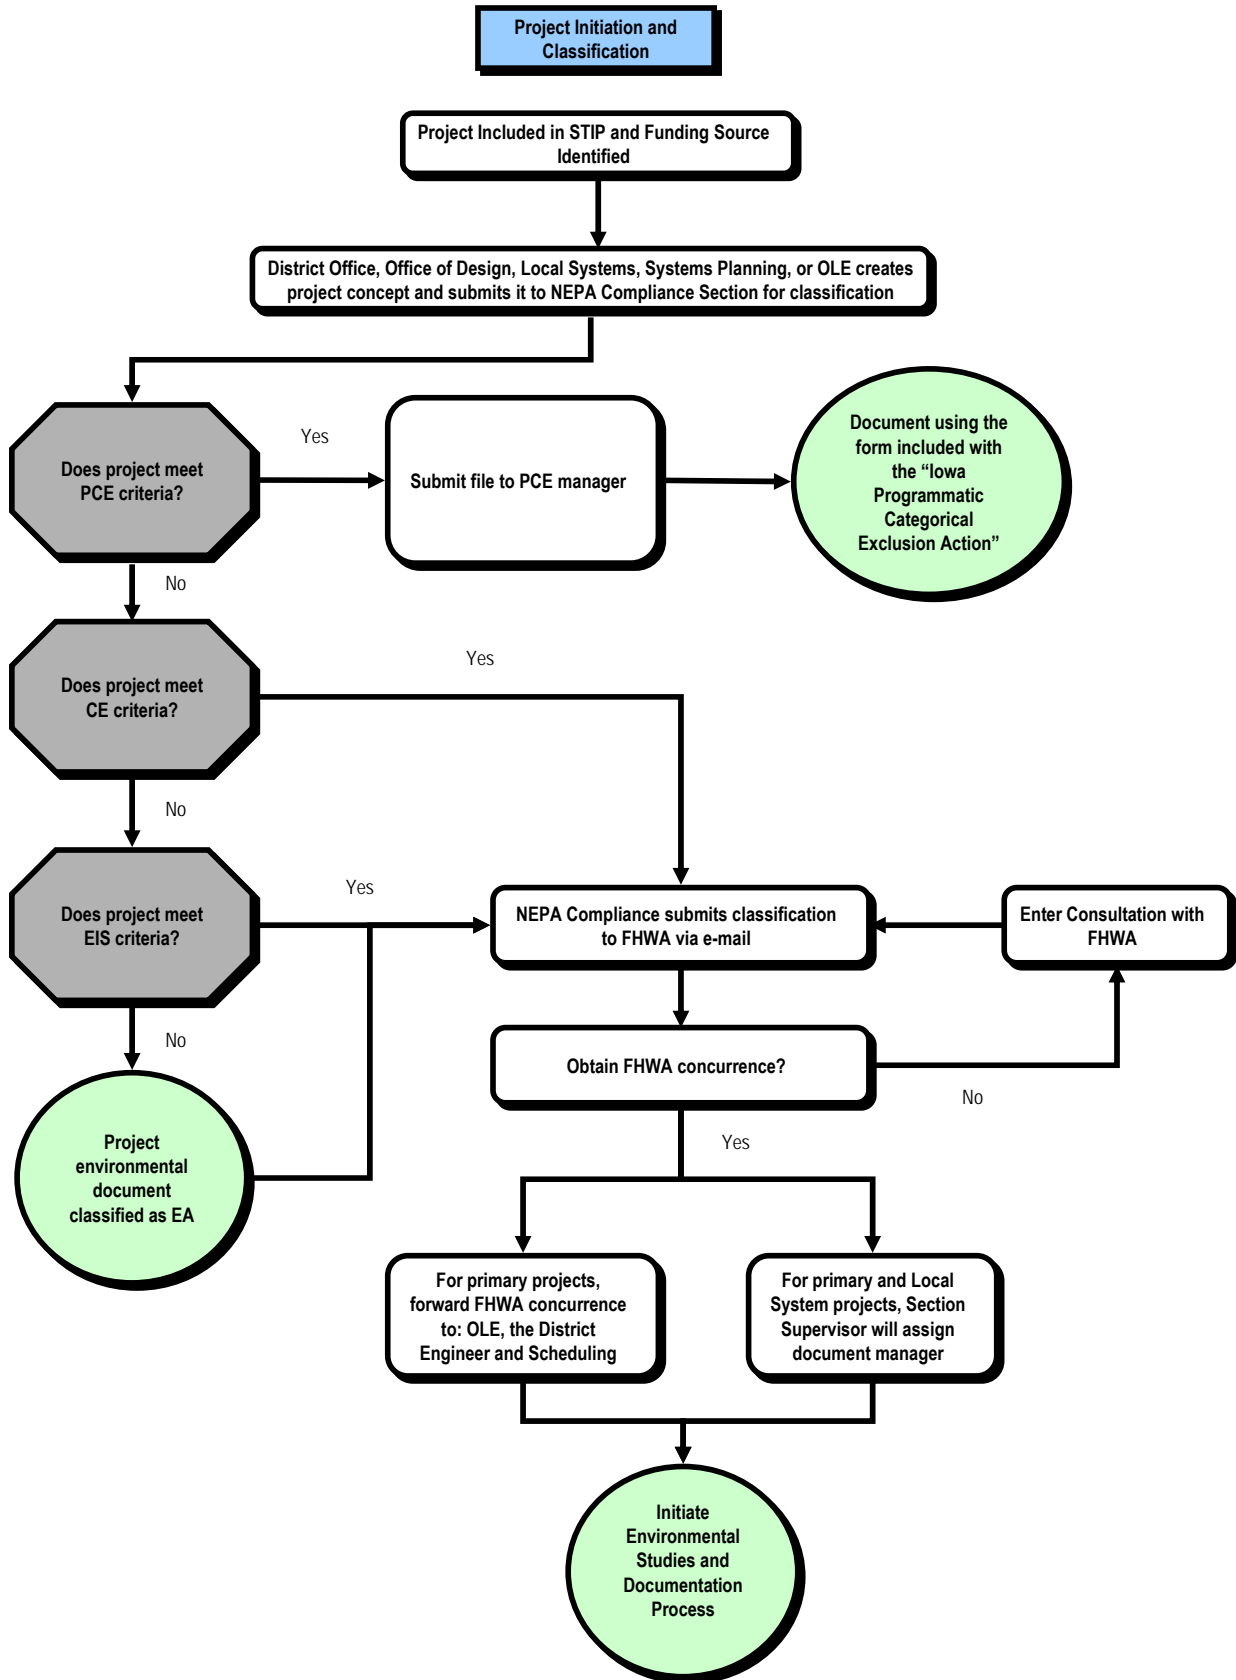 Project Initiation and
Classification
Project Included in STIP and Funding Source
Identified
District Office, Office of Design, Local Systems, Systems Planning, or OLE creates
project concept and submits it to NEPA Compliance Section for classification
Does project meet
PCE criteria?
Yes
Submit file to PCE manager
Document using the
form included with
the “Iowa
Programmatic
Categorical
Exclusion Action”
No
Does project meet
CE criteria?
Yes
No
Does project meet
EIS criteria?
Yes
NEPA Compliance submits classification
to FHWA via e-mail
Enter Consultation with
FHWA
No
Obtain FHWA concurrence?
No
Yes
Project
environmental
document
classified as EA
For primary projects,
forward FHWA concurrence
to: OLE, the District
Engineer and Scheduling
For primary and Local
System projects, Section
Supervisor will assign
document manager
Initiate
Environmental
Studies and
Documentation
Process